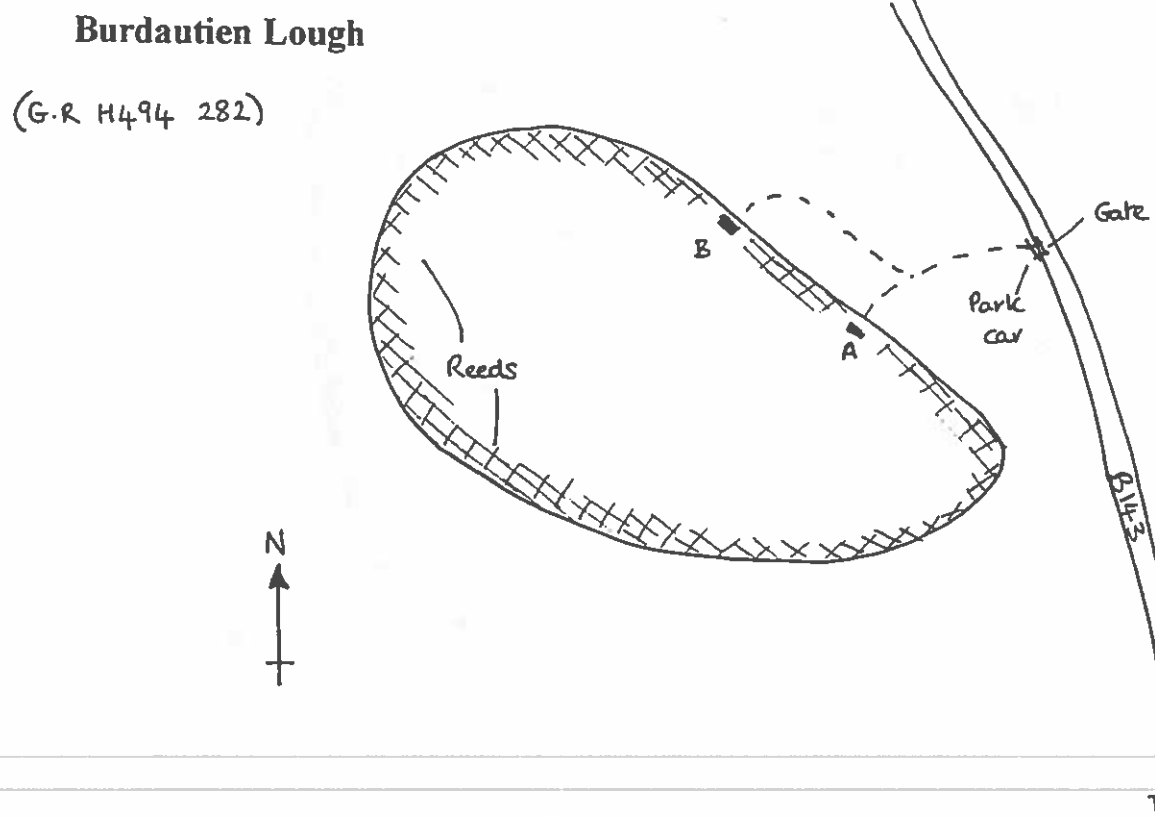 Burdautien Lough
(G.R H494 282)
Gate
B
Park
car
A
Reeds
B143
N